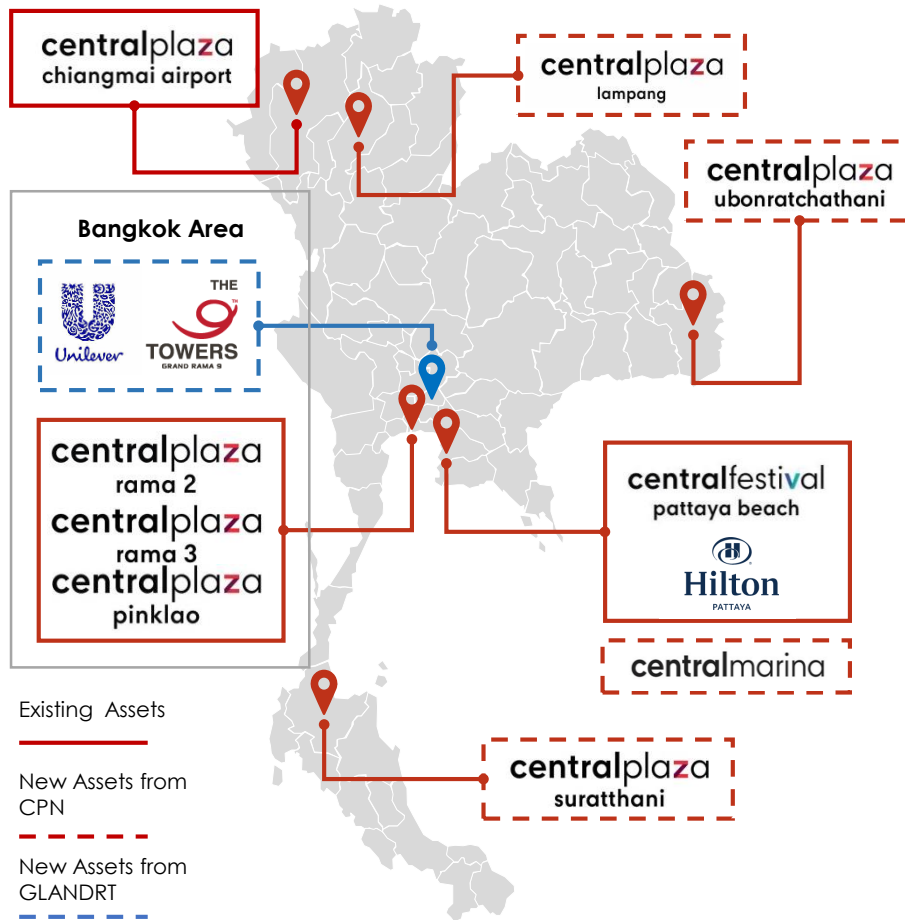 centralplaza
chiangmai airport
centralplaza
lampang
centralplaza
ubonratchathani
Bangkok Area
Unilever
THE
9™
TOWERS
GRAND RAMA 9
centralplaza
rama 2
centralplaza
rama 3
centralplaza
pinklao
centralfestival
pattaya beach
H
Hilton
PATTAYA
centralmarina
centralplaza
suratthani
Existing Assets
New Assets from
CPN
New Assets from
GLANDRT